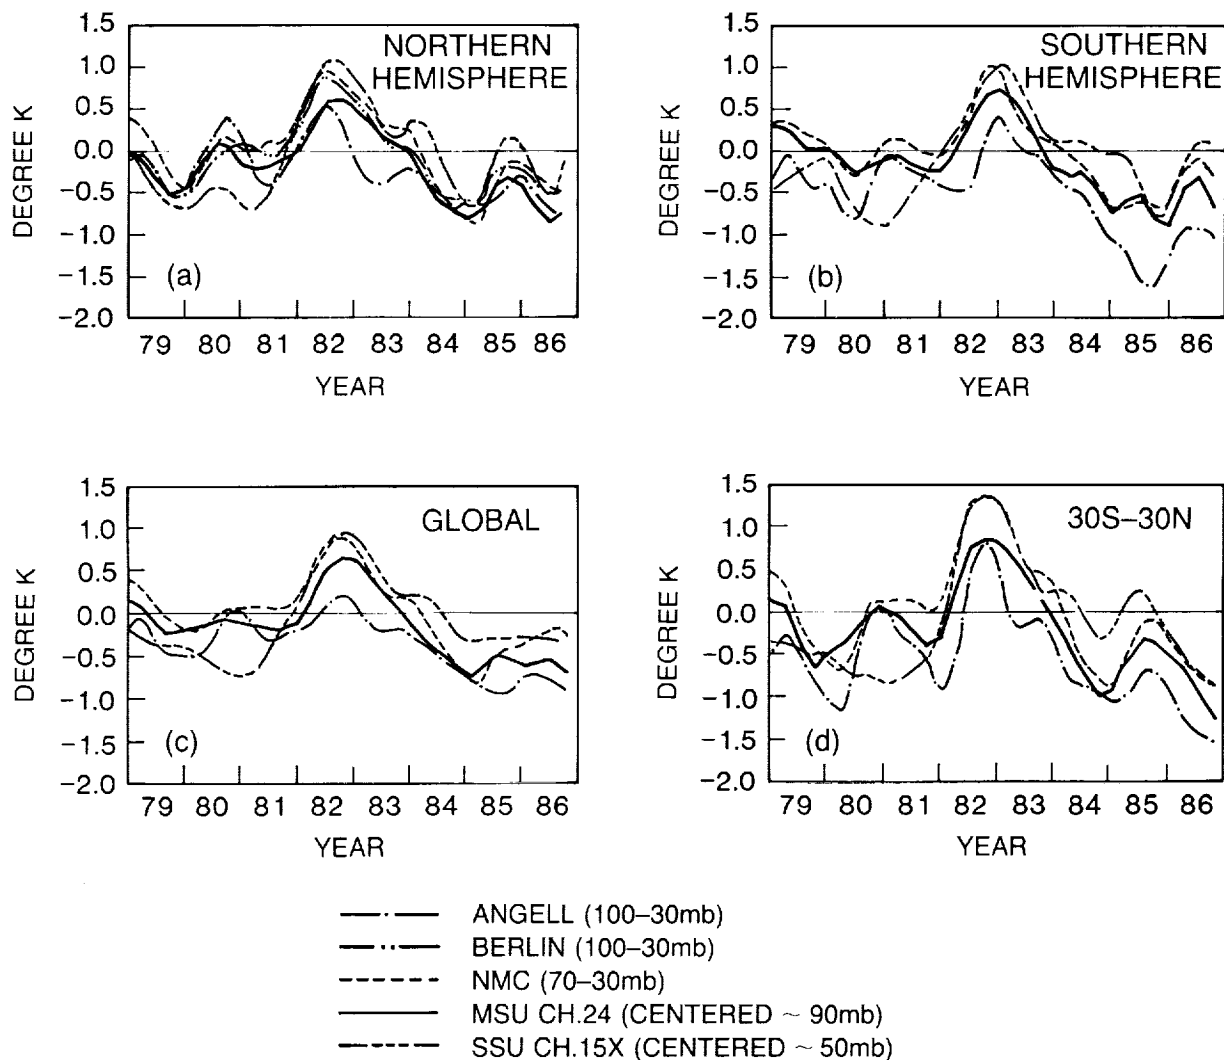 1.5
1.0
0.5
0.0
−0.5
−1.0
−1.5
−2.0
DEGREE K
NORTHERN
HEMISPHERE
(a)
79 80 81 82 83 84 85 86
YEAR
1.5
1.0
0.5
0.0
−0.5
−1.0
−1.5
−2.0
DEGREE K
SOUTHERN
HEMISPHERE
(b)
79 80 81 82 83 84 85 86
YEAR
1.5
1.0
0.5
0.0
−0.5
−1.0
−1.5
−2.0
DEGREE K
GLOBAL
(c)
79 80 81 82 83 84 85 86
YEAR
1.5
1.0
0.5
0.0
−0.5
−1.0
−1.5
−2.0
DEGREE K
30S–30N
(d)
79 80 81 82 83 84 85 86
YEAR
ANGELL (100–30mb)
BERLIN (100–30mb)
NMC (70–30mb)
MSU CH.24 (CENTERED ~ 90mb)
SSU CH.15X (CENTERED ~ 50mb)